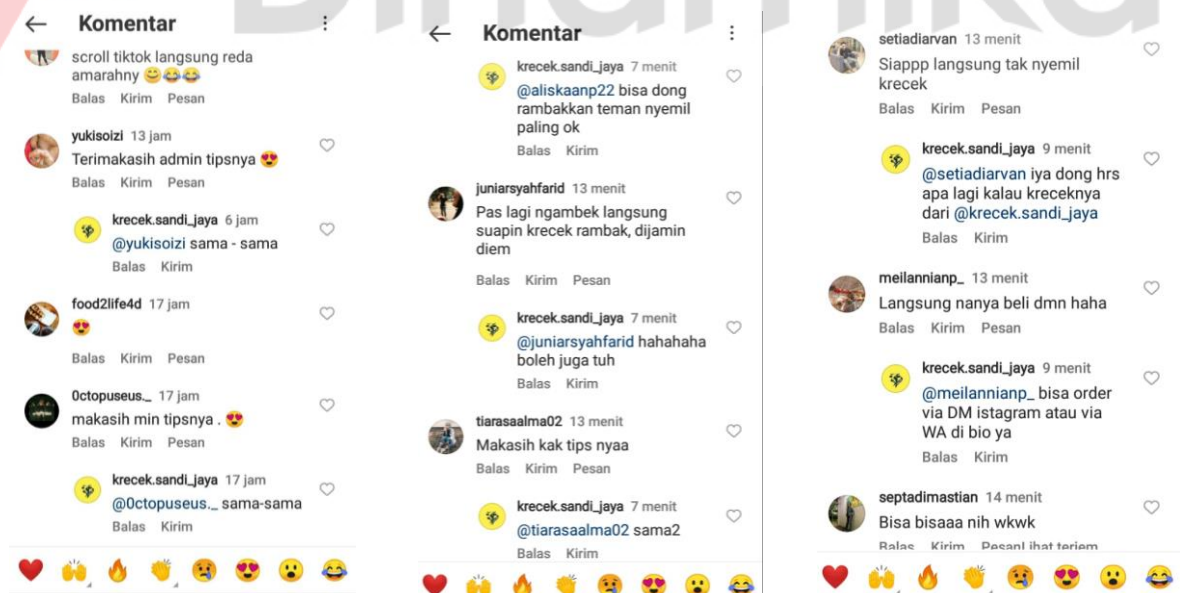 Dinamika
Komentar
scroll tiktok langsung reda
amarahny 😄😂😂
Balas Kirim Pesan
yukisoizi 13 jam
Terimakasih admin tipsnya 😍
Balas Kirim Pesan
krecek.sandi_jaya 6 jam
@yukisoizi sama - sama
Balas Kirim
food2life4d 17 jam
😍
Balas Kirim Pesan
0ctopuseus._ 17 jam
makasih min tipsnya . 😍
Balas Kirim Pesan
krecek.sandi_jaya 17 jam
@0ctopuseus._ sama-sama
Balas Kirim
Komentar
krecek.sandi_jaya 7 menit
@aliskaanp22 bisa dong
rambakkan teman nyemil
paling ok
Balas Kirim
juniarsyahfarid 13 menit
Pas lagi ngambek langsung
suapin krecek rambak, dijamin
diem
Balas Kirim Pesan
krecek.sandi_jaya 7 menit
@juniarsyahfarid hahahaha
boleh juga tuh
Balas Kirim
tiarasaalma02 13 menit
Makasih kak tips nyaa
Balas Kirim Pesan
krecek.sandi_jaya 7 menit
@tiarasaalma02 sama2
Balas Kirim
setiadiarvan 13 menit
Siappp langsung tak nyemil
krecek
Balas Kirim Pesan
krecek.sandi_jaya 9 menit
@setiadiarvan iya dong hrs
apa lagi kalau kreceknya
dari @krecek.sandi_jaya
Balas Kirim
meilannianp_ 13 menit
Langsung nanya beli dmn haha
Balas Kirim Pesan
krecek.sandi_jaya 9 menit
@meilannianp_ bisa order
via DM istagram atau via
WA di bio ya
Balas Kirim
septadimastian 14 menit
Bisa bisaaa nih wkwk
Balas Kirim PesanLihat terjem